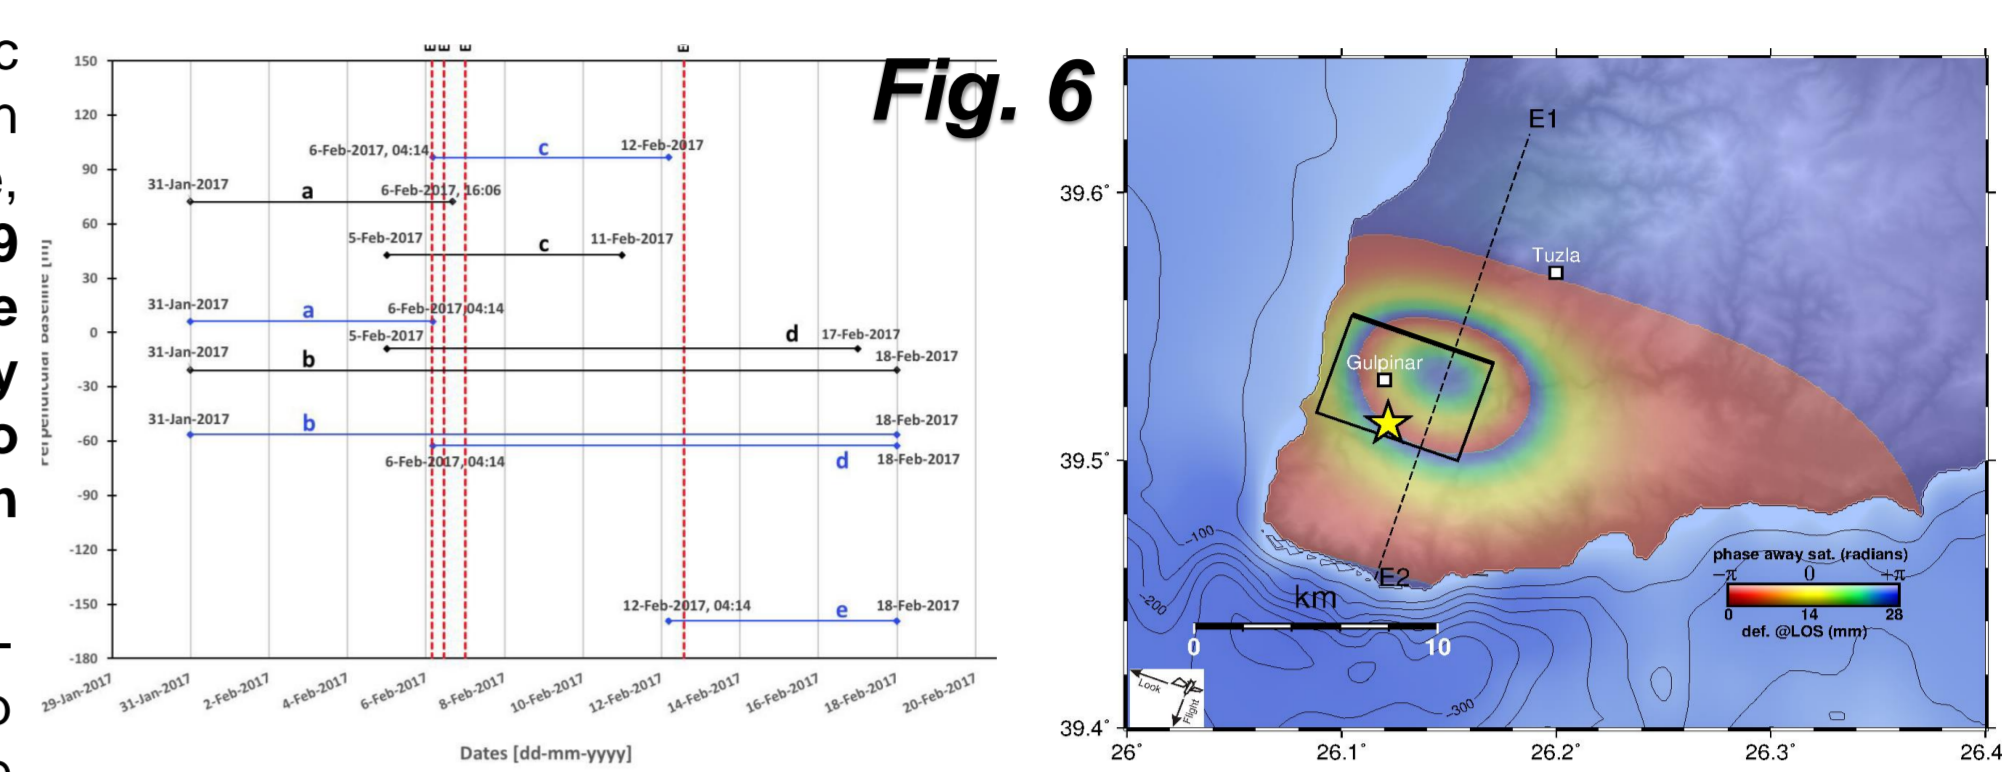 c
n
e,
9
e
y
o
n
-
o
Fig. 6
E E E E
150
120
90
60
30
0
-30
-60
-90
-120
-150
-180
Perpendicular Baseline [m]
6-Feb-2017, 04:14 c 12-Feb-2017
31-Jan-2017 a 6-Feb-2017, 16:06
5-Feb-2017 c 11-Feb-2017
31-Jan-2017 a 6-Feb-2017,04:14
5-Feb-2017 d 17-Feb-2017
31-Jan-2017 b 18-Feb-2017
31-Jan-2017 b 18-Feb-2017
6-Feb-2017, 04:14 d 18-Feb-2017
12-Feb-2017, 04:14 e 18-Feb-2017
29-Jan-2017 31-Jan-2017 2-Feb-2017 4-Feb-2017 6-Feb-2017 8-Feb-2017 10-Feb-2017 12-Feb-2017 14-Feb-2017 16-Feb-2017 18-Feb-2017 20-Feb-2017
Dates [dd-mm-yyyy]
E1
39.6°
Tuzla
Gulpinar
39.5°
-100
-200
-300
E2
km
0 10
phase away sat. (radians)
-π 0 +π
0 14 28
def. @LOS (mm)
Look
Flight
39.4°
26° 26.1° 26.2° 26.3° 26.4